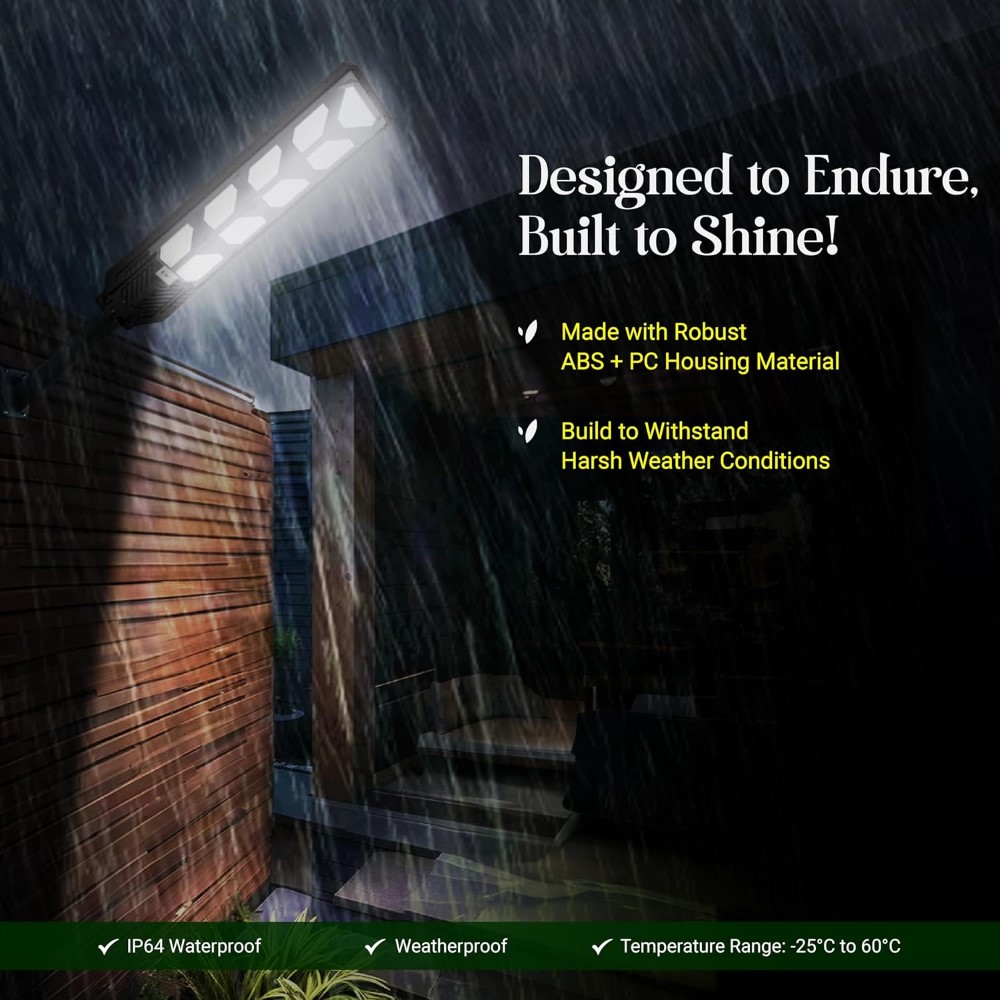 Designed to Endure,
Built to Shine!
Made with Robust
ABS + PC Housing Material
Build to Withstand
Harsh Weather Conditions
IP64 Waterproof
Weatherproof
Temperature Range: -25°C to 60°C